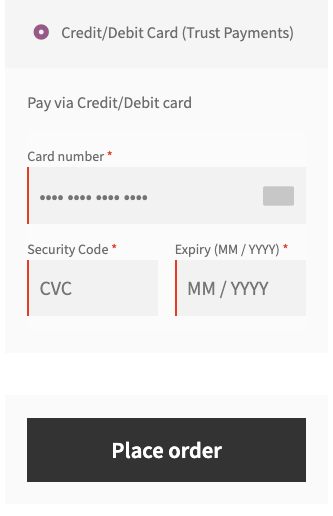 Credit/Debit Card (Trust Payments)
Pay via Credit/Debit card
Card number *
•••• •••• •••• ••••
Security Code * Expiry (MM / YYYY) *
CVC MM / YYYY
Place order